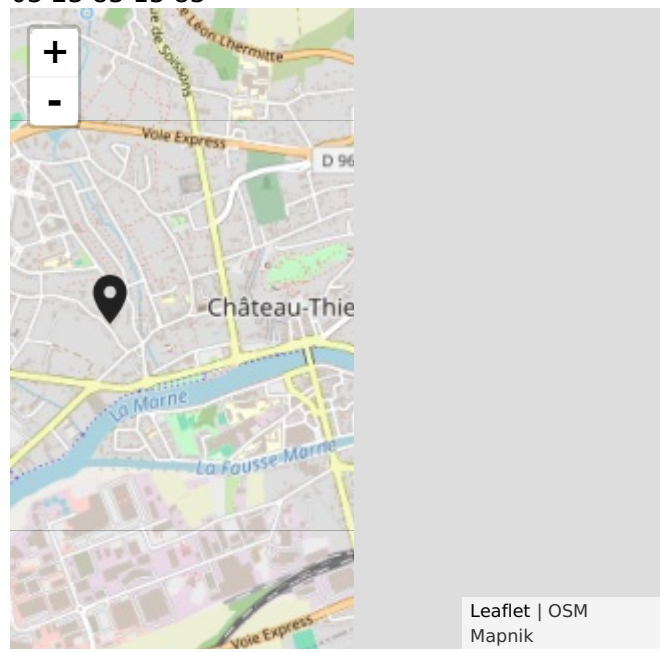 Léon Lhermitte
de Soissons
+
-
Voie Express
D 96
Château-Thie
La Marne
La Fausse Marne
Voie Express
Leaflet | OSM
Mapnik